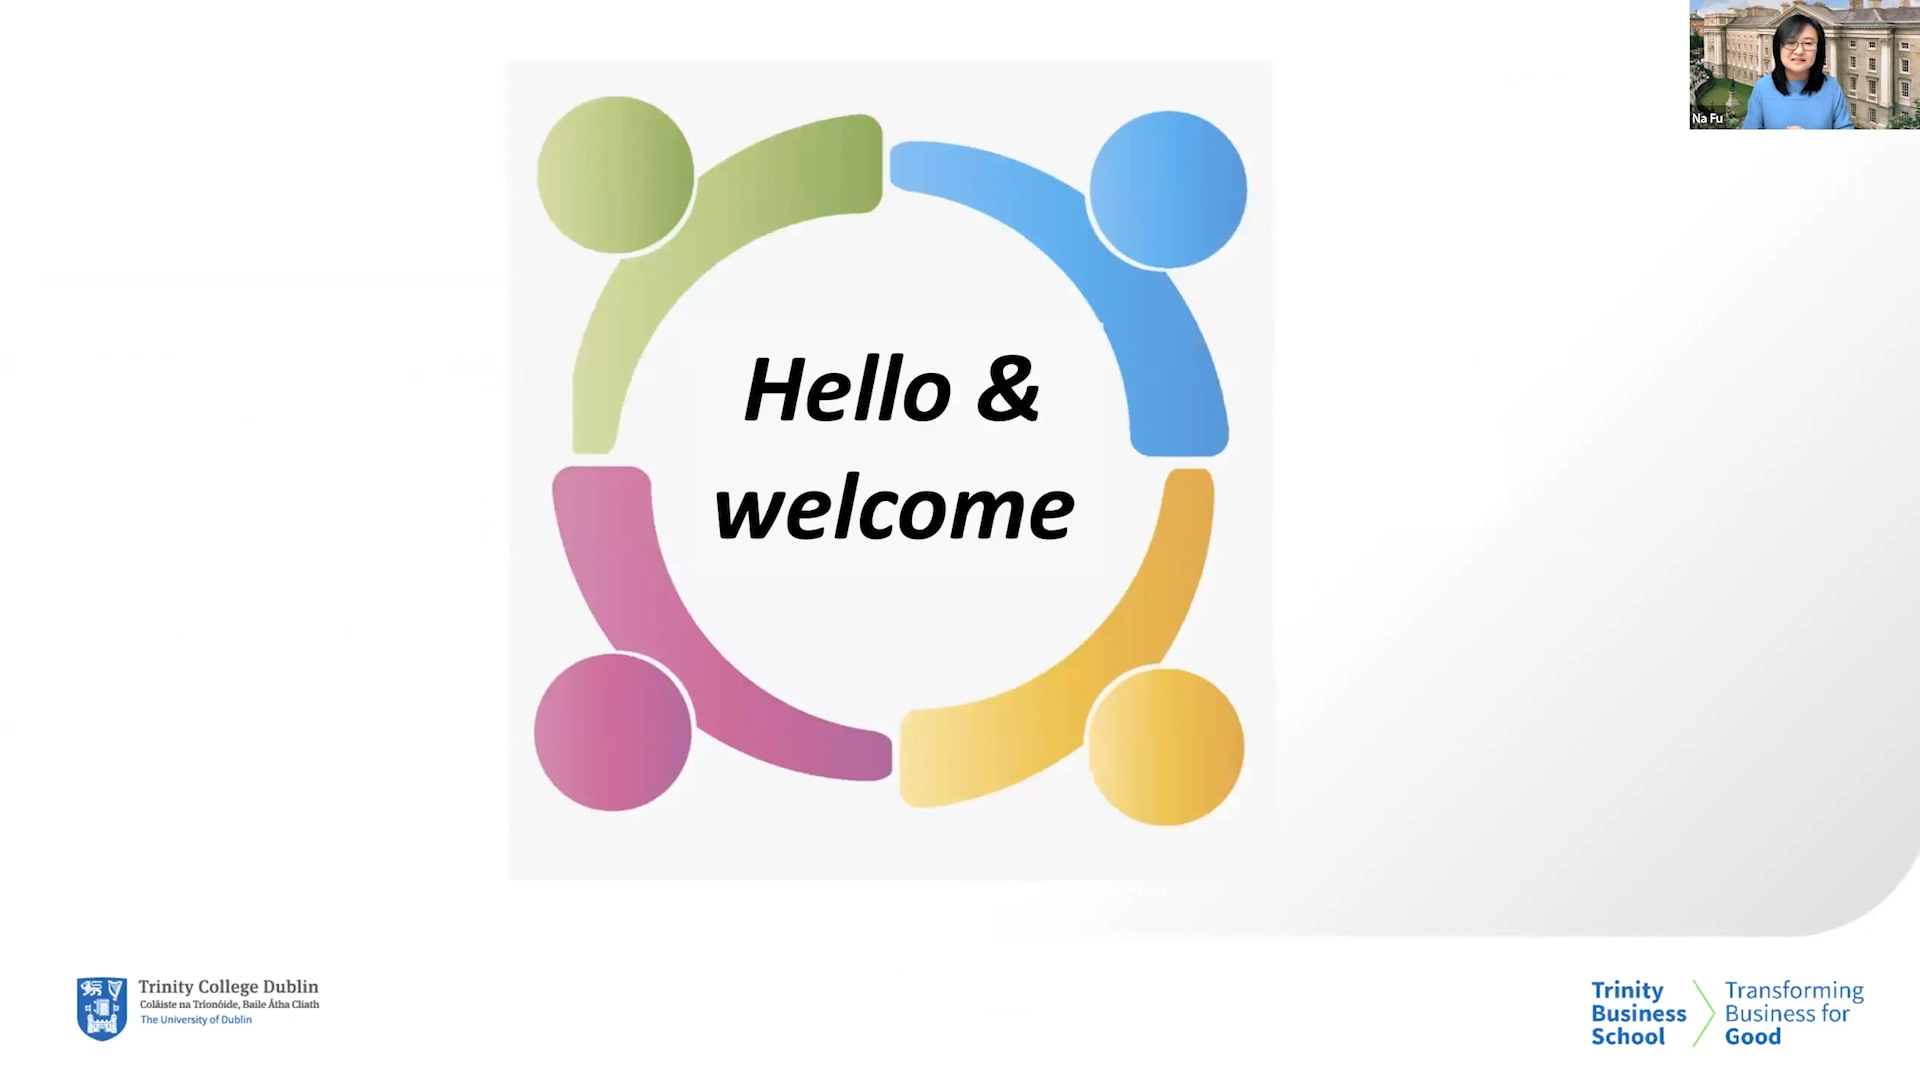 Na Fu
Hello &
welcome
Trinity College Dublin
Coláiste na Tríonóide, Baile Átha Cliath
The University of Dublin
Trinity
Business
School
Transforming
Business for
Good